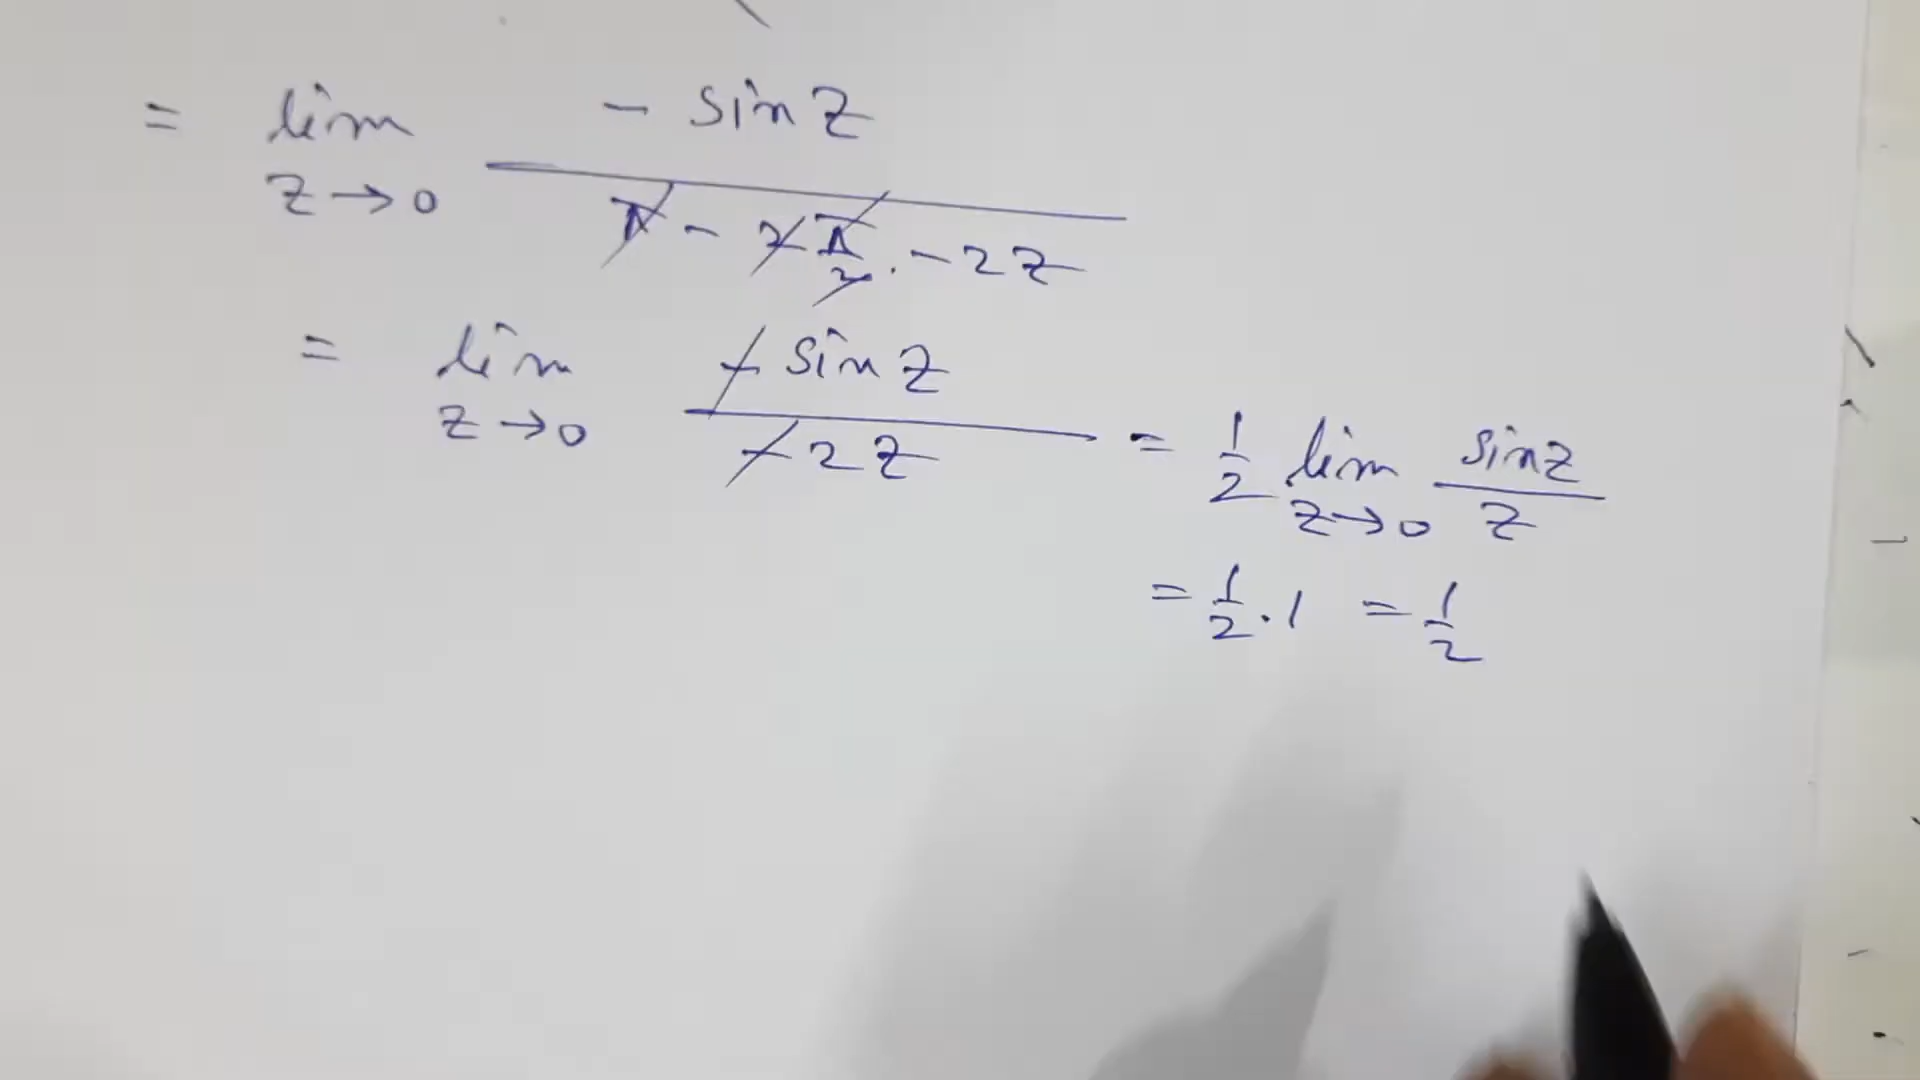 = lim - sin z
z → 0 π - 2 π/2 . - 2z
= lim - sin z
z → 0 - 2z = 1/2 lim sin z / z
z → 0
= 1/2 . 1 = 1/2